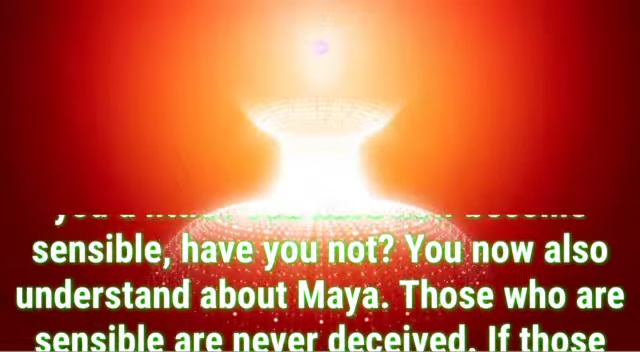 sensible, have you not? You now also
understand about Maya. Those who are
sensible are never deceived. If those